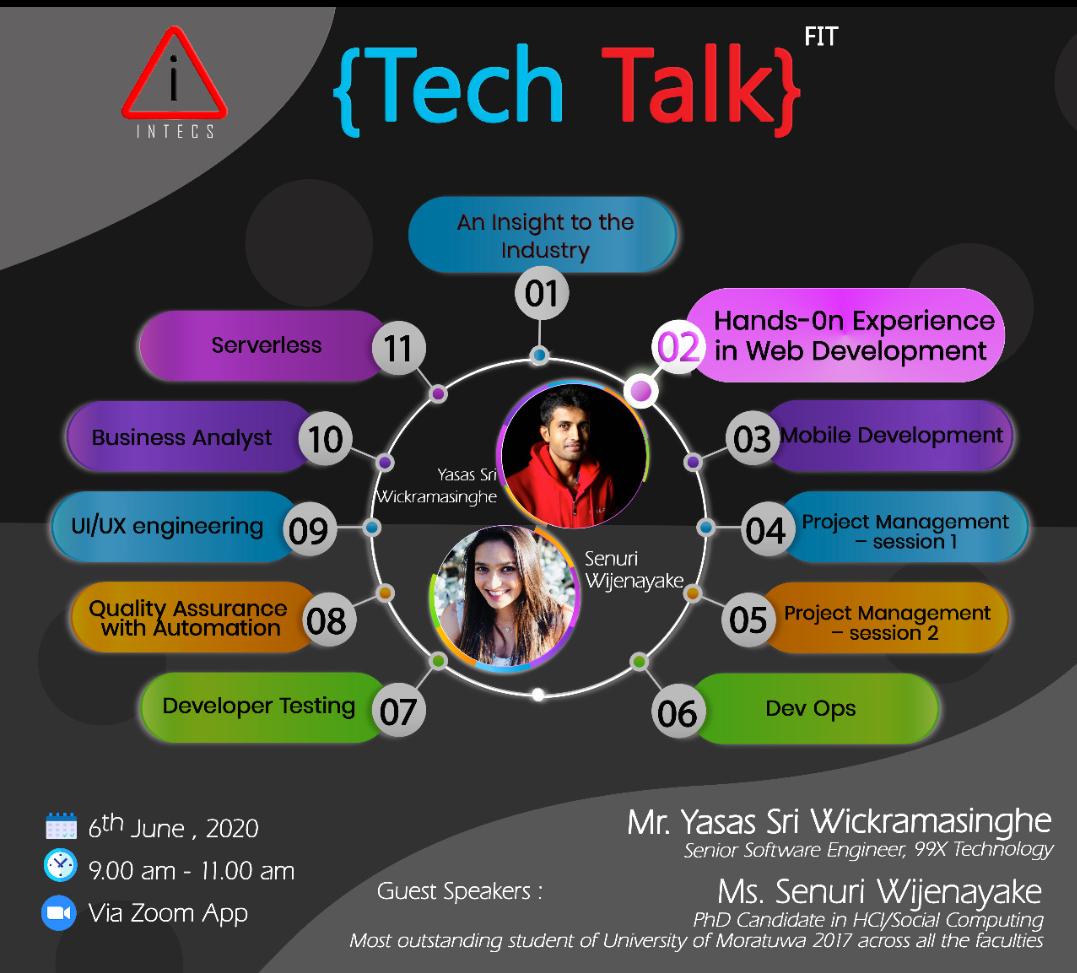 i
INTECS
{Tech Talk}
FIT
An Insight to the
Industry
01
02
Hands-0n Experience
in Web Development
03
Mobile Development
04
Project Management
– session 1
05
Project Management
– session 2
06
Dev Ops
07
Developer Testing
08
Quality Assurance
with Automation
09
UI/UX engineering
10
Business Analyst
11
Serverless
Yasas Sri
Wickramasinghe
Senuri
Wijenayake
6th June , 2020
9.00 am - 11.00 am
Via Zoom App
Guest Speakers :
Mr. Yasas Sri Wickramasinghe
Senior Software Engineer, 99X Technology
Ms. Senuri Wijenayake
PhD Candidate in HCI/Social Computing
Most outstanding student of University of Moratuwa 2017 across all the faculties